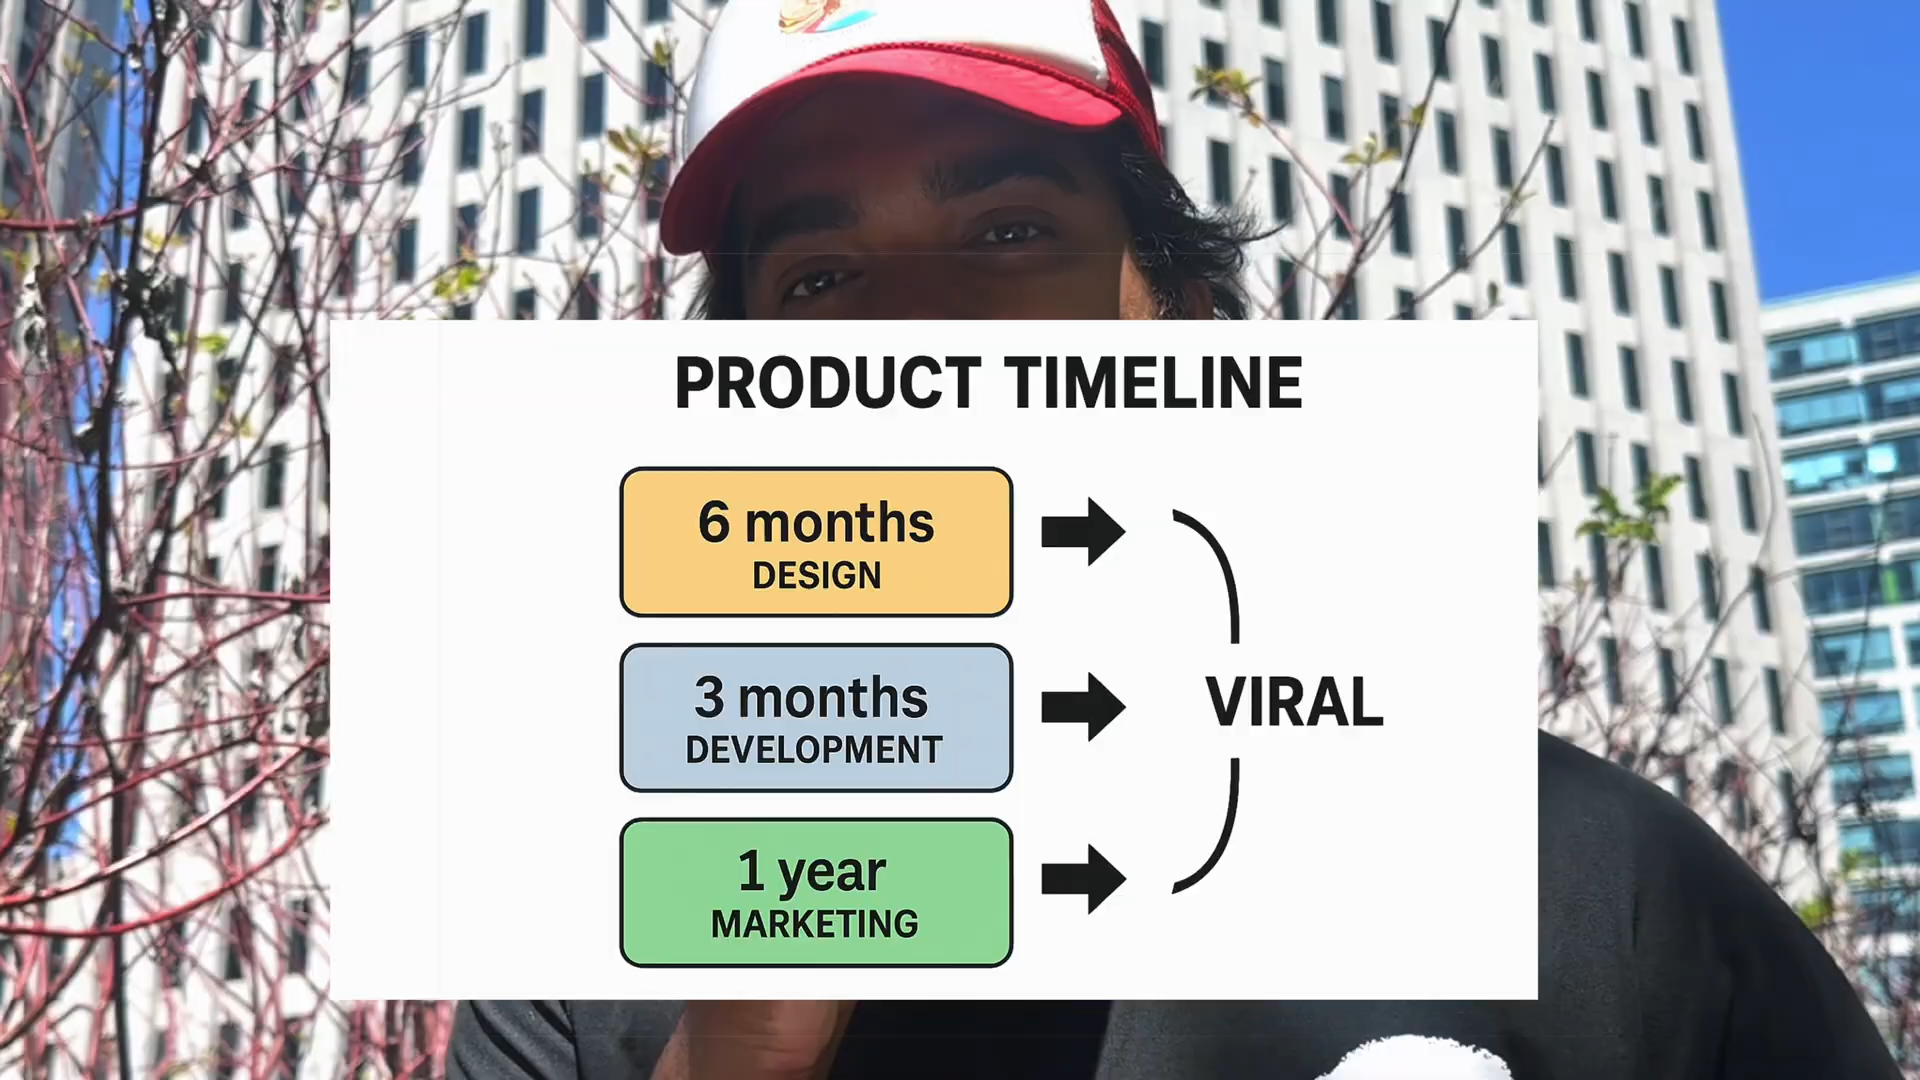 PRODUCT TIMELINE
6 months
DESIGN
3 months
DEVELOPMENT
1 year
MARKETING
VIRAL